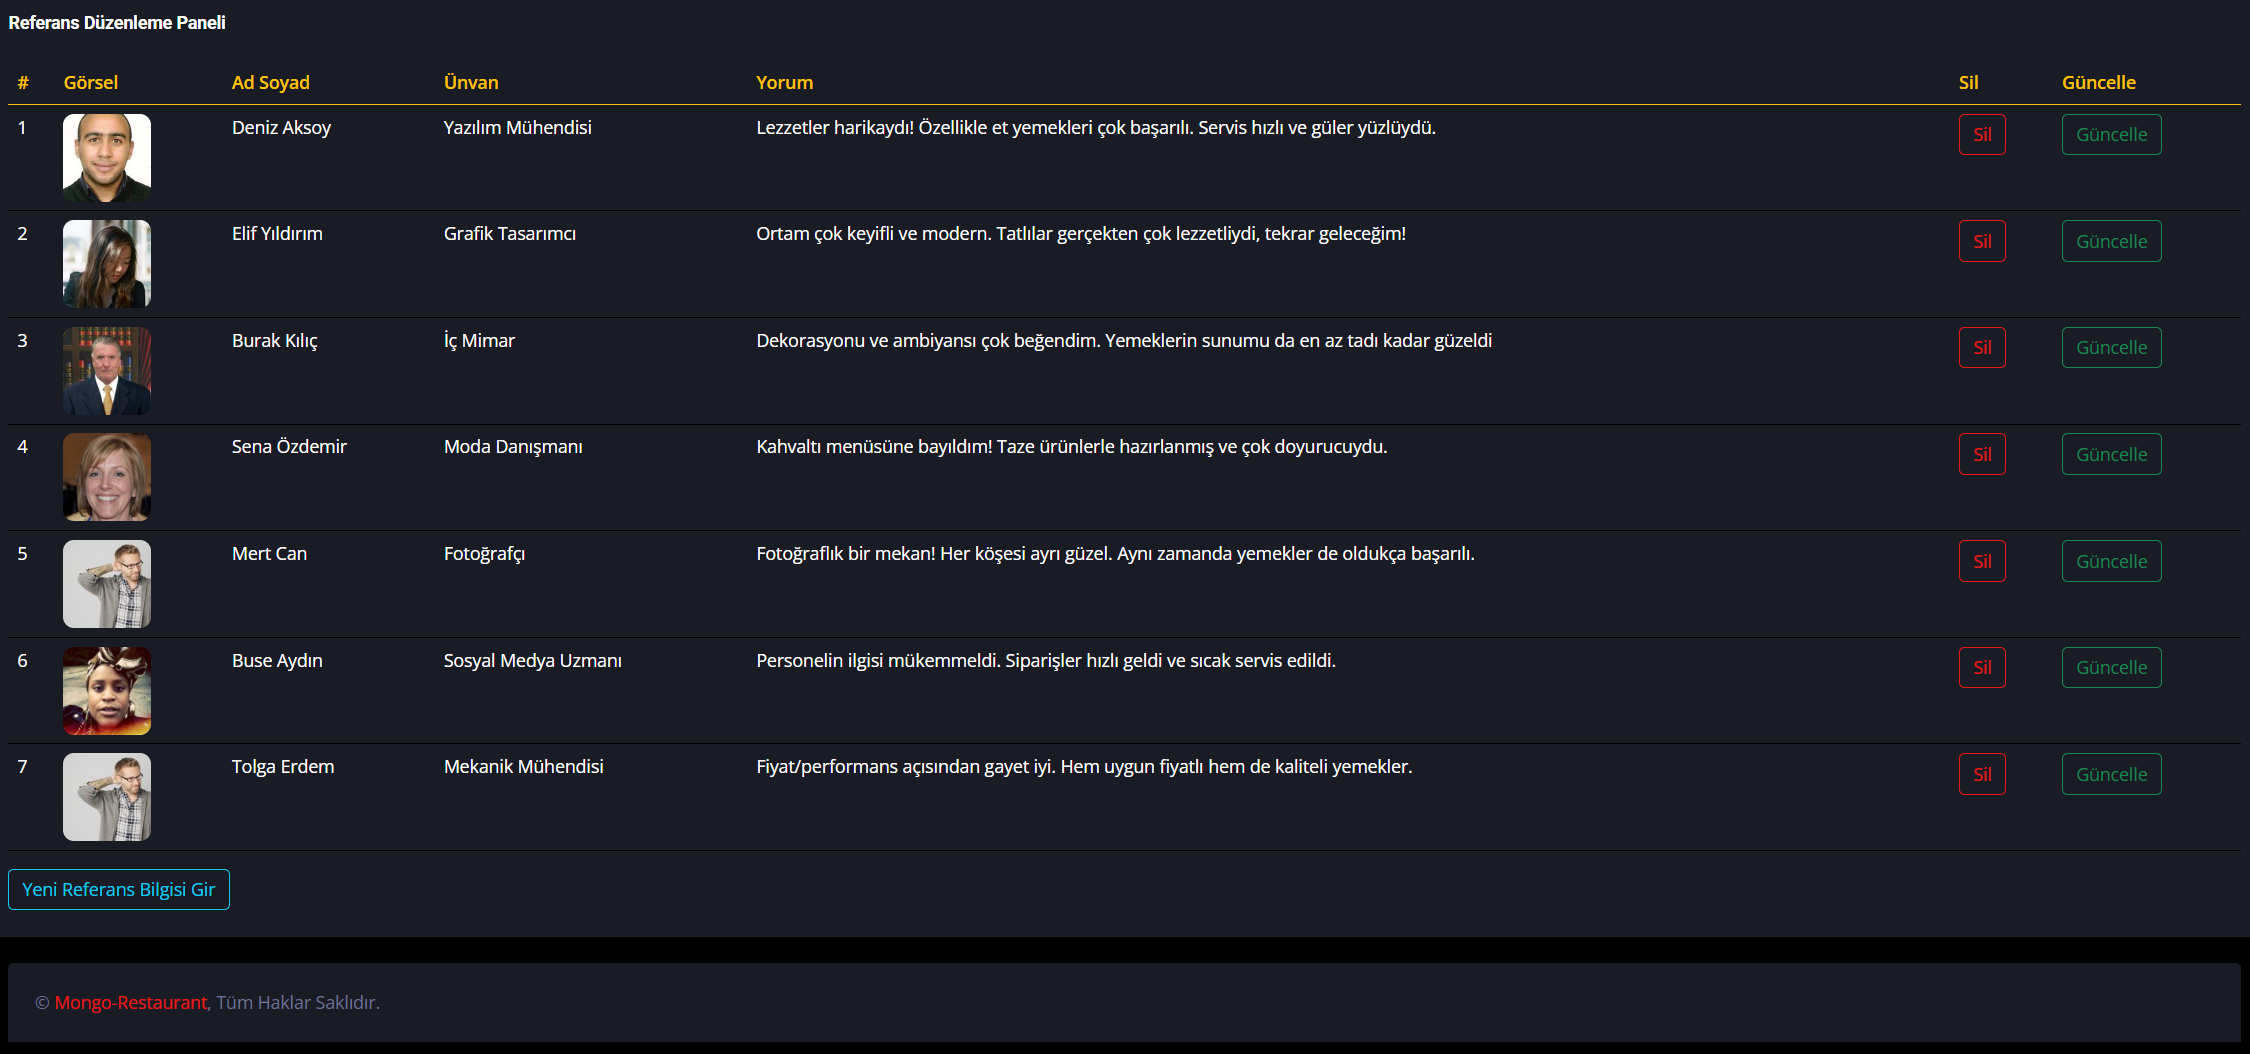 Referans Düzenleme Paneli
# Görsel Ad Soyad Ünvan Yorum Sil Güncelle
1 Deniz Aksoy Yazılım Mühendisi Lezzetler harikaydı! Özellikle et yemekleri çok başarılı. Servis hızlı ve güler yüzlüydü. Sil Güncelle
2 Elif Yıldırım Grafik Tasarımcı Ortam çok keyifli ve modern. Tatlılar gerçekten çok lezzetliydi, tekrar geleceğim! Sil Güncelle
3 Burak Kılıç İç Mimar Dekorasyonu ve ambiyansı çok beğendim. Yemeklerin sunumu da en az tadı kadar güzeldi Sil Güncelle
4 Sena Özdemir Moda Danışmanı Kahvaltı menüsüne bayıldım! Taze ürünlerle hazırlanmış ve çok doyurucuydu. Sil Güncelle
5 Mert Can Fotoğrafçı Fotoğraflık bir mekan! Her köşesi ayrı güzel. Aynı zamanda yemekler de oldukça başarılı. Sil Güncelle
6 Buse Aydın Sosyal Medya Uzmanı Personelin ilgisi mükemmeldi. Siparişler hızlı geldi ve sıcak servis edildi. Sil Güncelle
7 Tolga Erdem Mekanik Mühendisi Fiyat/performans açısından gayet iyi. Hem uygun fiyatlı hem de kaliteli yemekler. Sil Güncelle
Yeni Referans Bilgisi Gir
© Mongo-Restaurant, Tüm Haklar Saklıdır.